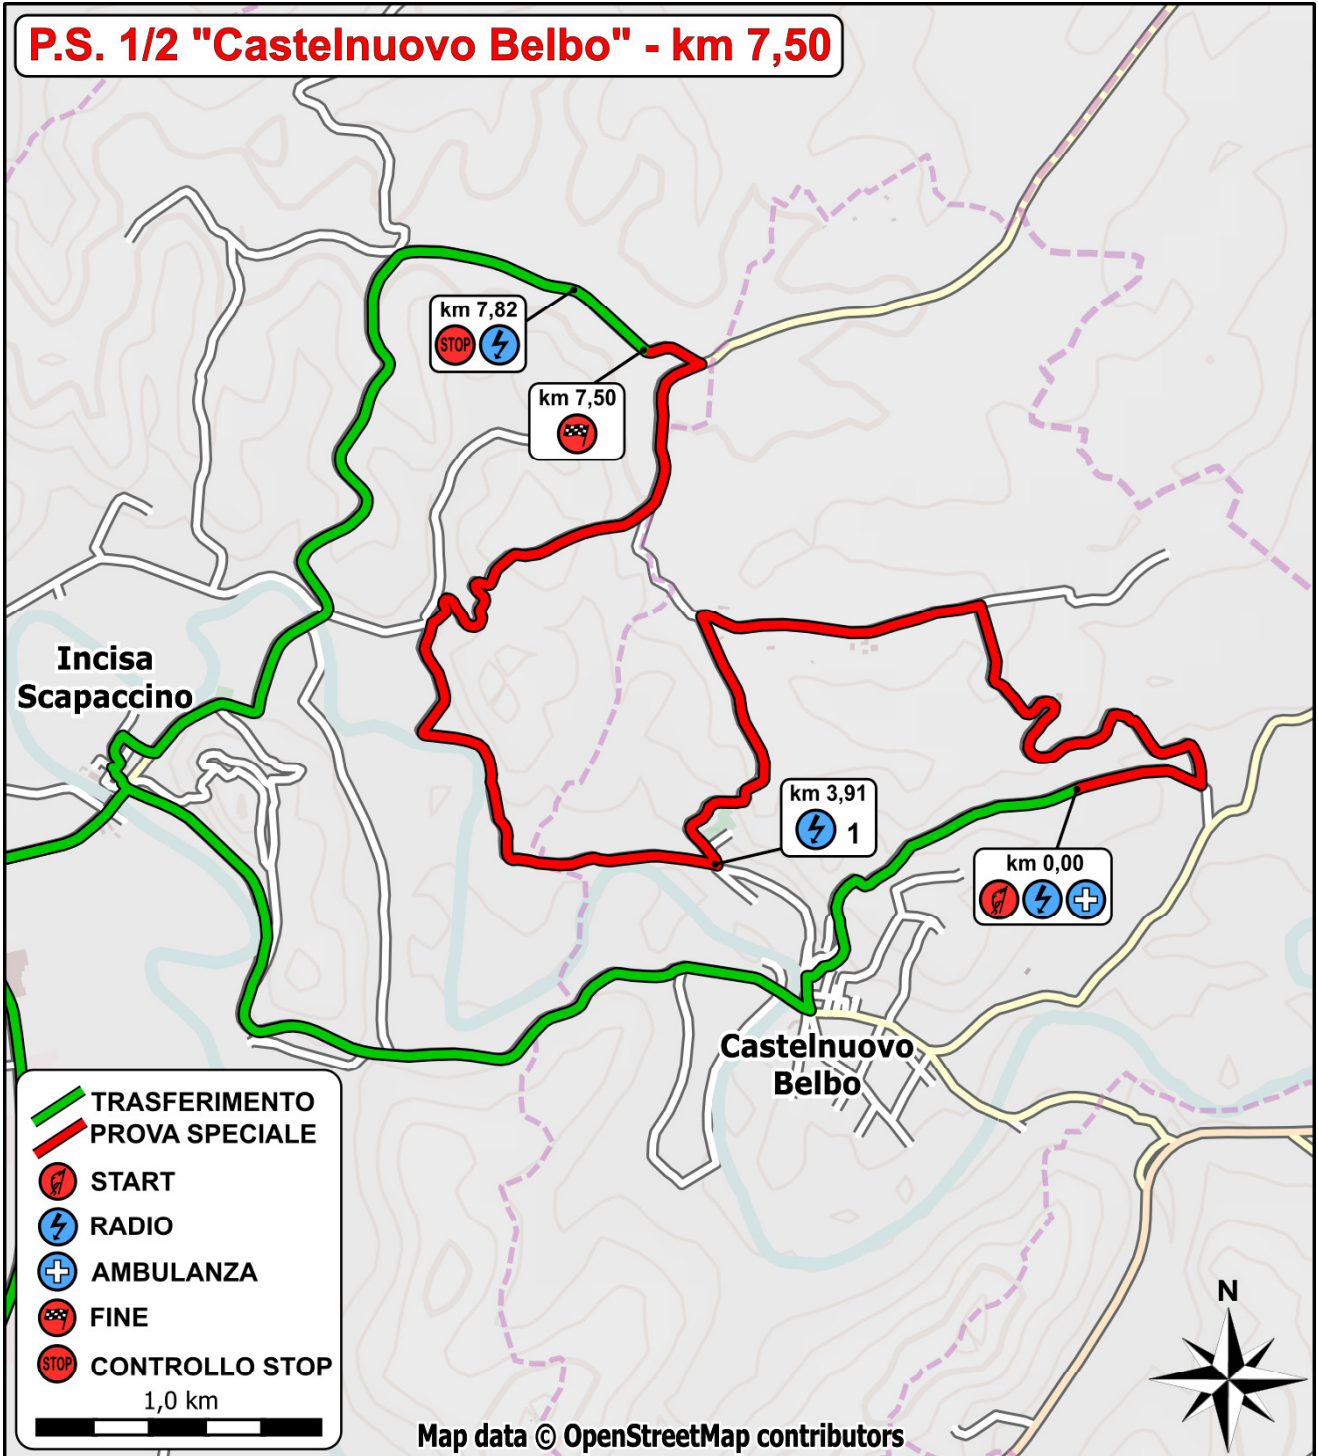 P.S. 1/2 "Castelnuovo Belbo" - km 7,50
km 7,82
STOP
km 7,50
Incisa
Scapaccino
km 3,91
1
km 0,00
Castelnuovo
Belbo
TRASFERIMENTO
PROVA SPECIALE
START
RADIO
AMBULANZA
FINE
STOP CONTROLLO STOP
1,0 km
N
Map data © OpenStreetMap contributors